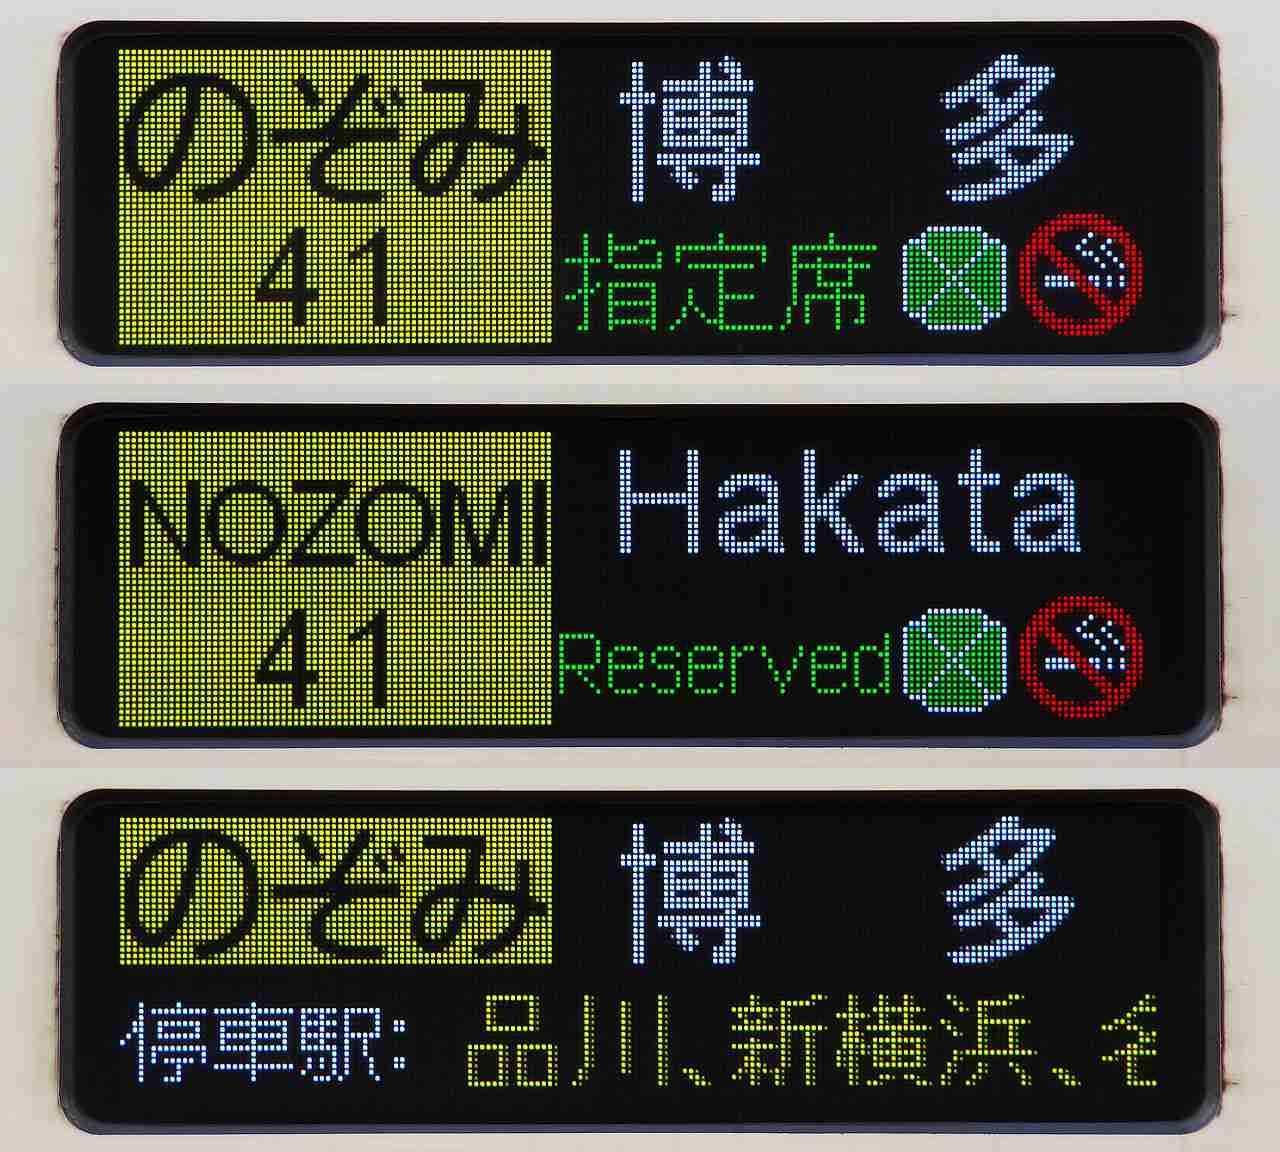 のぞみ 博多
41 指定席
NOZOMI Hakata
41 Reserved
のぞみ 博多
停車駅: 品川、新横浜、